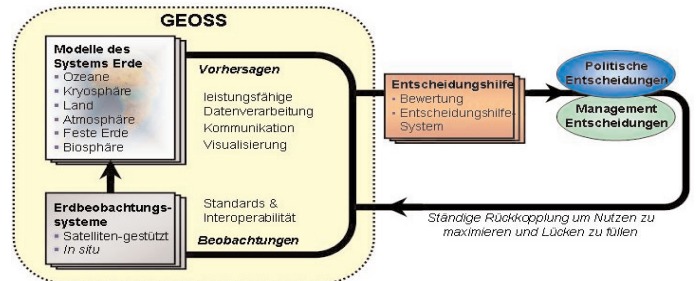 GEOSS
Modelle des
Systems Erde
▪ Ozeane
▪ Kryosphäre
▪ Land
▪ Atmosphäre
▪ Feste Erde
▪ Biosphäre
Vorhersagen
leistungsfähige
Datenverarbeitung
Kommunikation
Visualisierung
Erdbeobachtungs-
systeme
▪ Satelliten-gestützt
▪ In situ
Standards &
Interoperabilität
Beobachtungen
Entscheidungshilfe
▪ Bewertung
▪ Entscheidungshilfe-
System
Politische
Entscheidungen
Management
Entscheidungen
Ständige Rückkopplung um Nutzen zu
maximieren und Lücken zu füllen